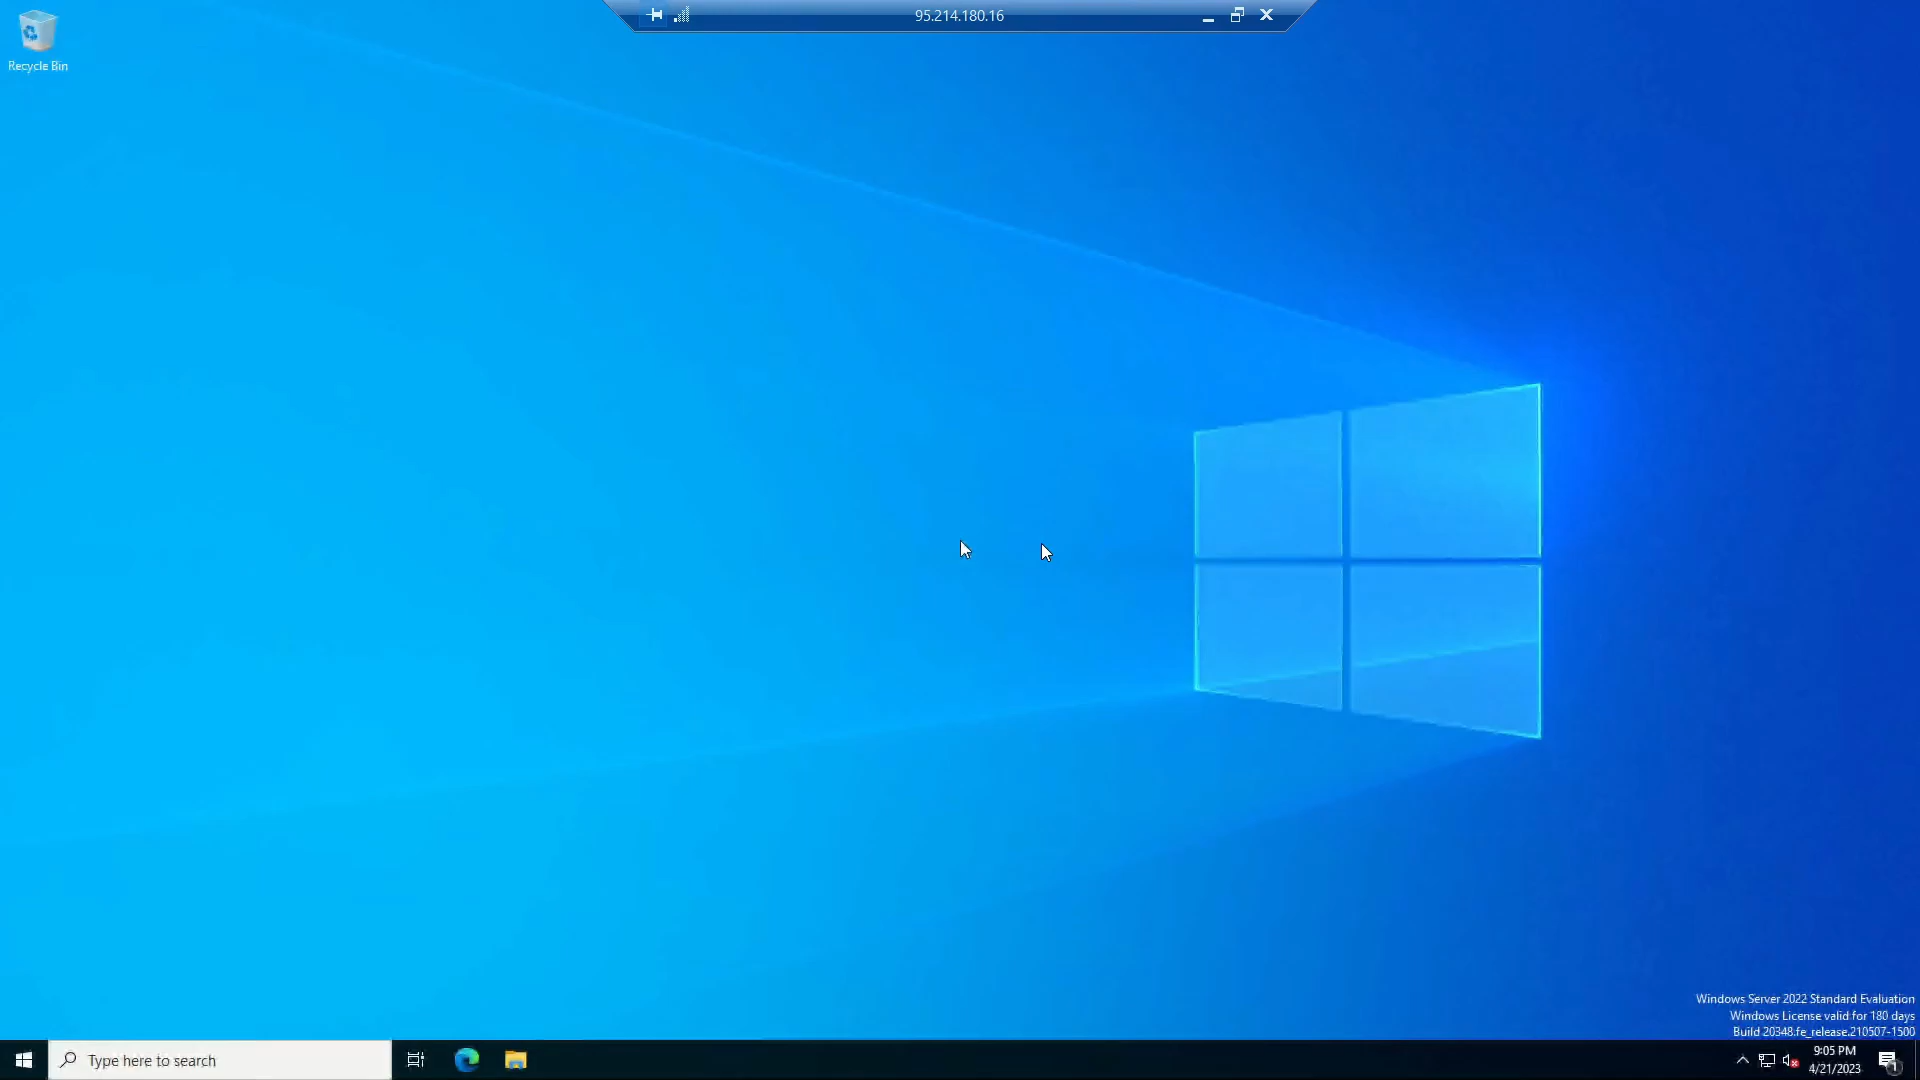 95.214.180.16
Recycle Bin
Windows Server 2022 Standard Evaluation
Windows License valid for 180 days
Build 20348.fe_release.210507-1500
Type here to search
9:05 PM
4/21/2023
1